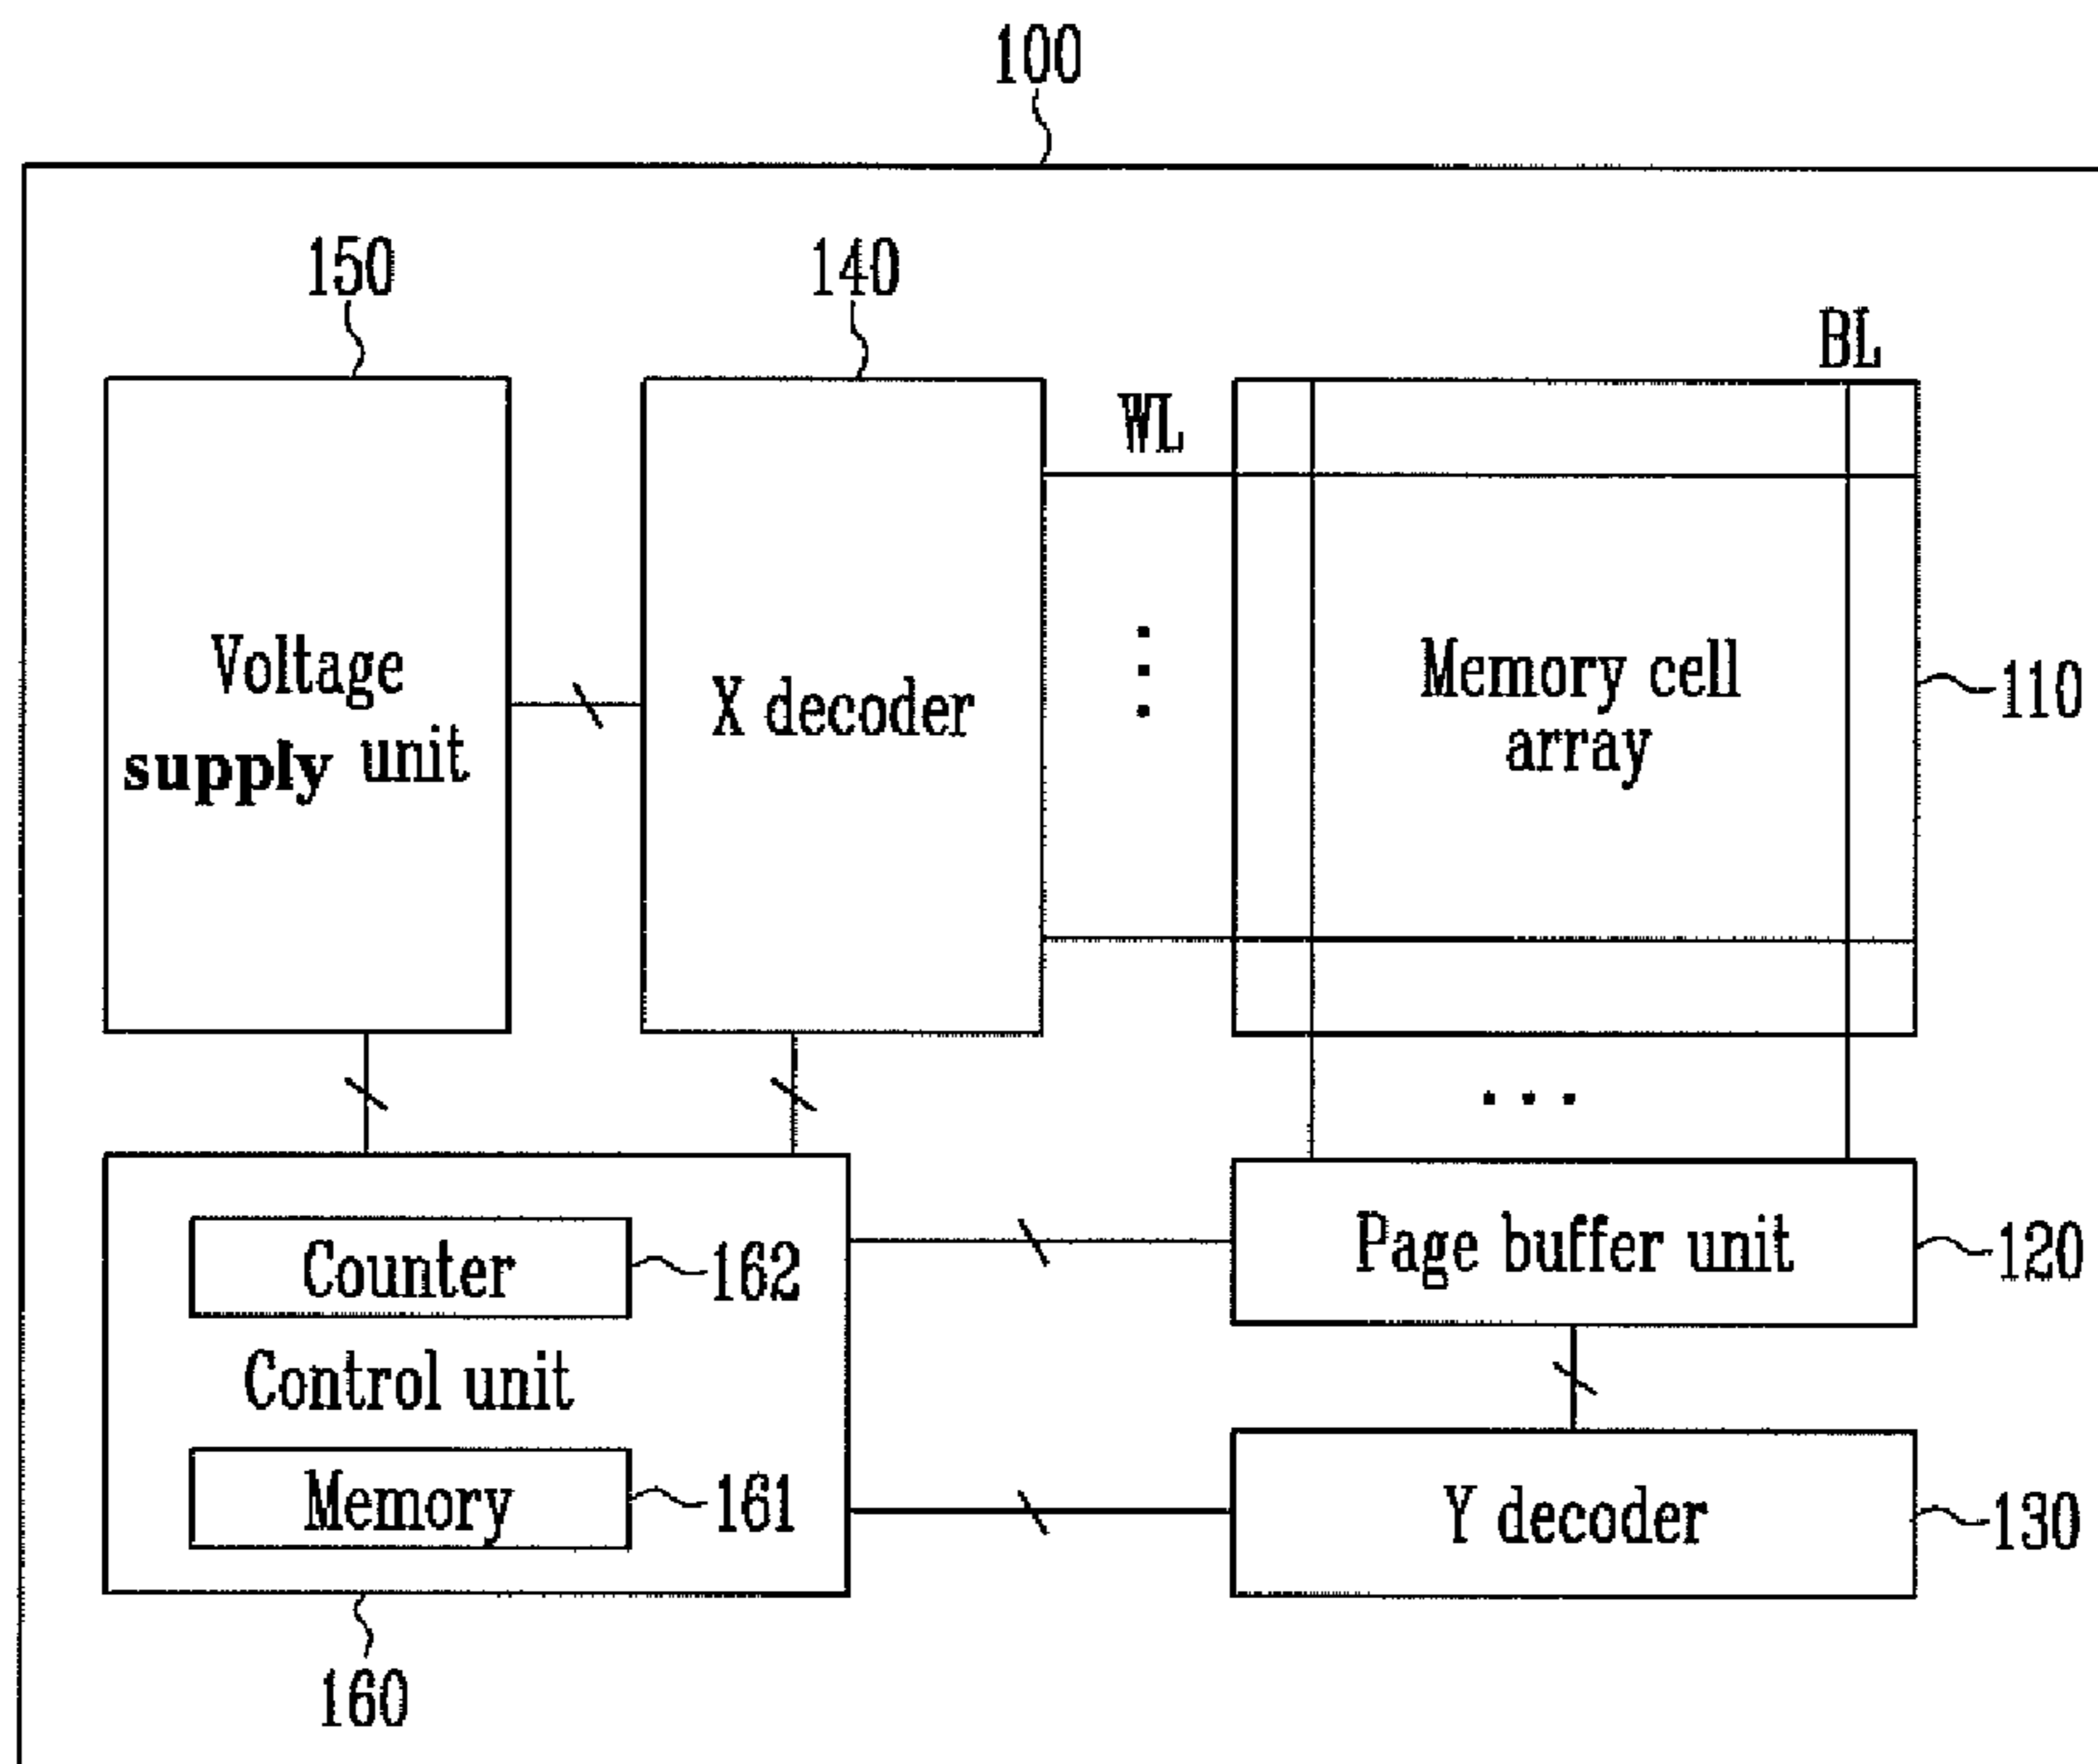 100
150
140
BL
WL
Voltage
supply unit
X decoder
Memory cell
array
110
Counter
162
Page buffer unit
120
Control unit
Memory
161
Y decoder
130
160